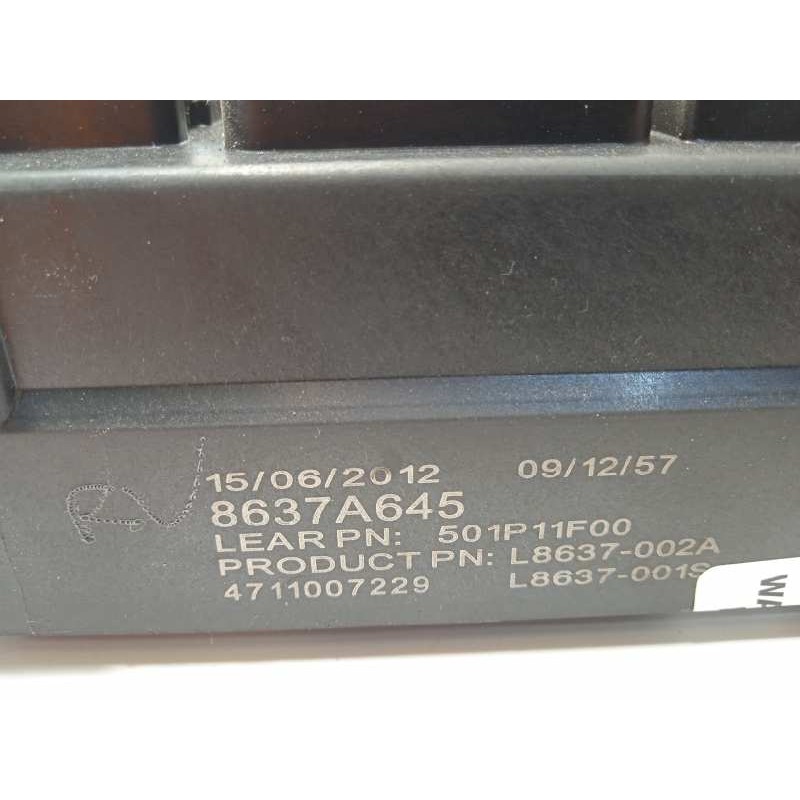 15/06/2012 09/12/57
8637A645
LEAR PN: 501P11F00
PRODUCT PN: L8637-002A
4711007229 L8637-001S